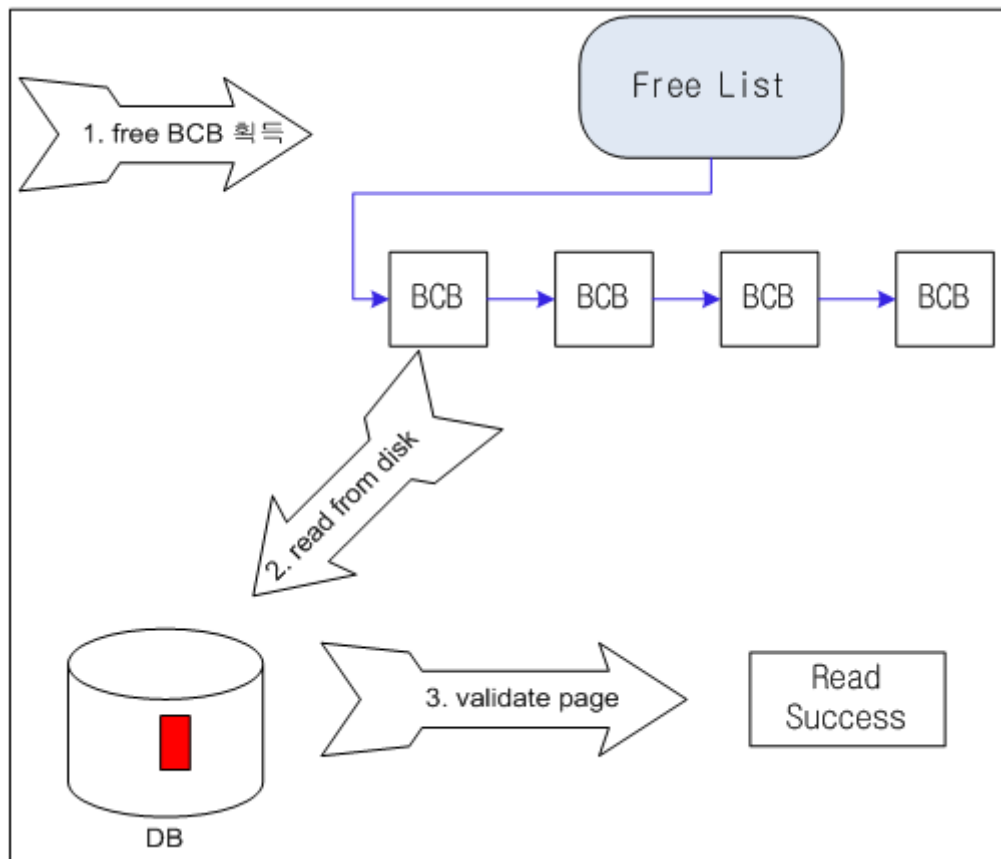 Free List
1. free BCB 획득
BCB
BCB
BCB
BCB
2. read from disk
3. validate page
Read
Success
DB